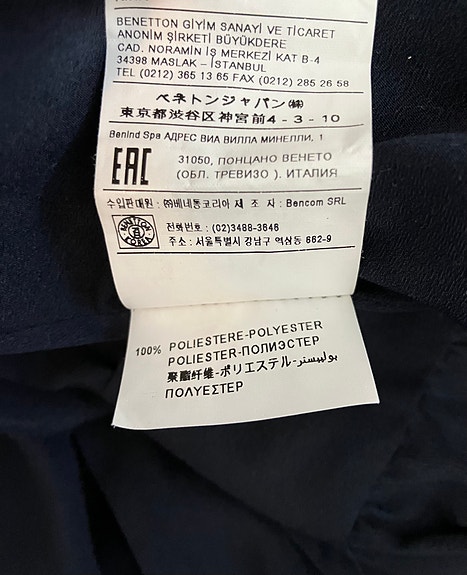 BENETTON GİYİM SANAYİ VE TİCARET
ANONİM ŞİRKETİ BÜYÜKDERE
CAD. NORAMIN İŞ MERKEZİ KAT B-4
34398 MASLAK – İSTANBUL
TEL (0212) 365 13 65 FAX (0212) 285 26 58
ベネトンジャパン㈱
東京都渋谷区神宮前4-3-10
Benind Spa АДРЕС ВИА ВИЛЛА МИНЕЛЛИ, 1
EAC
31050, ПОНЦАНО ВЕНЕТО
(ОБЛ. ТРЕВИЗО ). ИТАЛИЯ
수입판매원 : ㈜베네통코리아 제 조 자 : Bencom SRL
BENETTON KOREA
전화번호 : (02)3488-3646
주소 : 서울특별시 강남구 역삼동 662-9
100% POLIESTERE-POLYESTER
POLIESTER-ПОЛИЭСТЕР
聚酯纤维-ポリエステル-بوليستر
ΠΟΛΥΕΣΤΕΡ